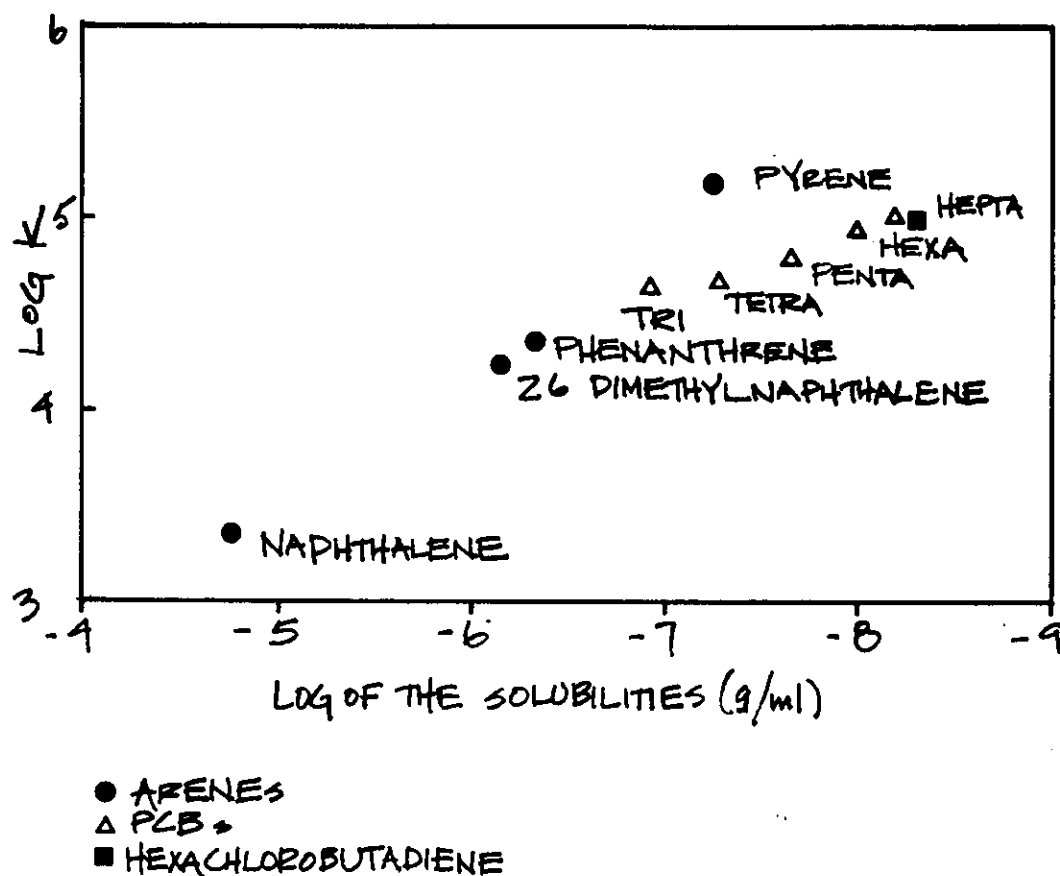 6
5
4
3
LOG K
-4 -5 -6 -7 -8 -9
PYRENE
HEPTA
HEXA
PENTA
TETRA
TRI
PHENANTHRENE
26 DIMETHYLNAPHTHALENE
NAPHTHALENE
LOG OF THE SOLUBILITIES (g/ml)
ARENES
PCBs
HEXACHLOROBUTADIENE